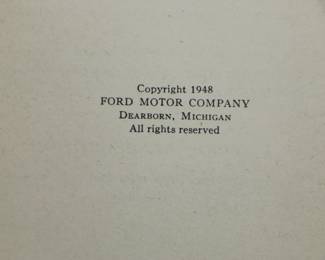 Copyright 1948
FORD MOTOR COMPANY
DEARBORN, MICHIGAN
All rights reserved